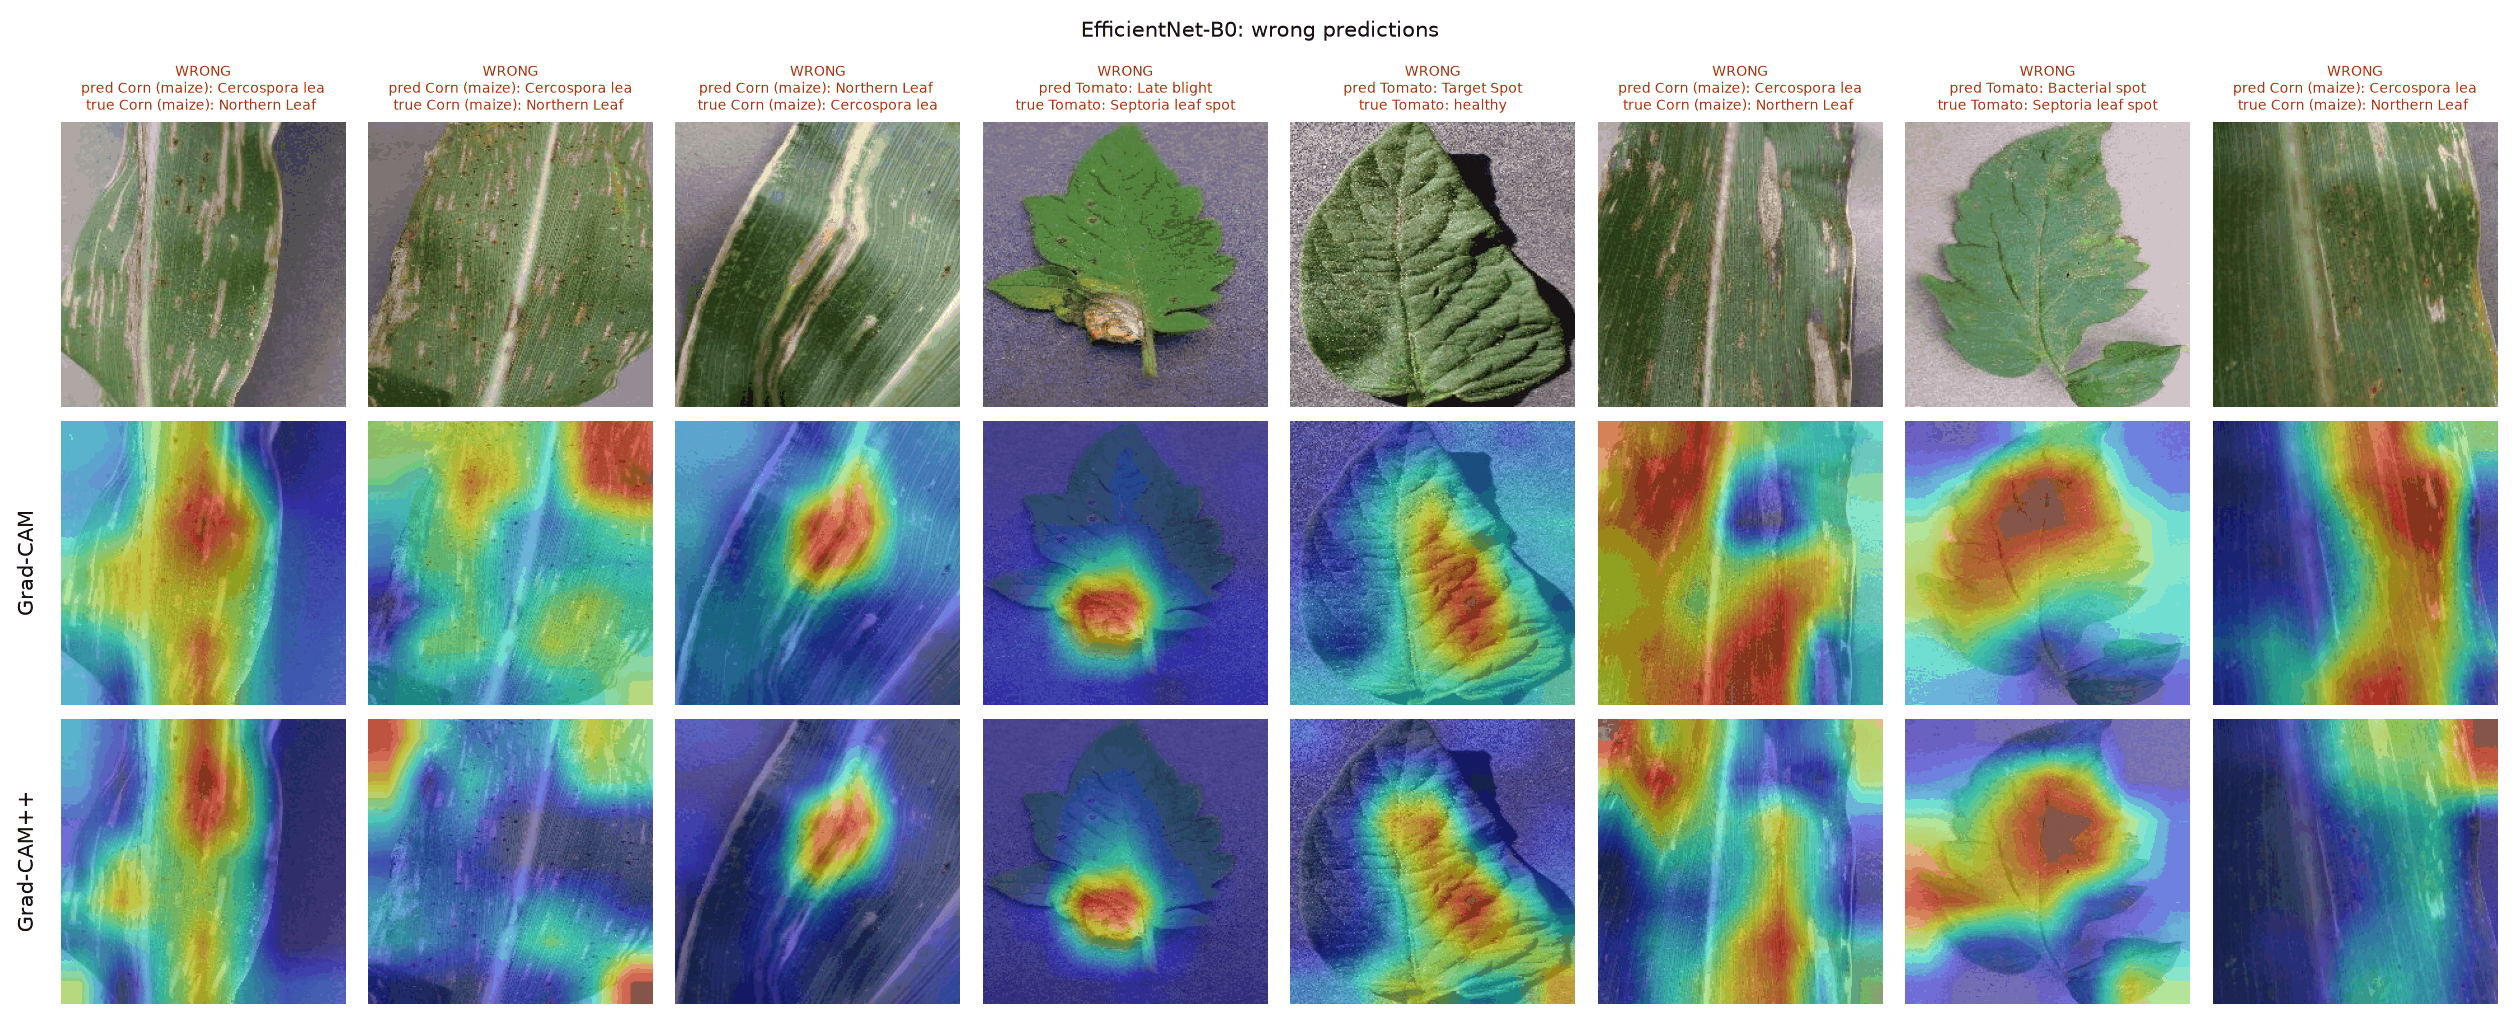 EfficientNet-B0: wrong predictions
WRONG
pred Corn (maize): Cercospora lea
true Corn (maize): Northern Leaf
WRONG
pred Corn (maize): Cercospora lea
true Corn (maize): Northern Leaf
WRONG
pred Corn (maize): Northern Leaf
true Corn (maize): Cercospora lea
WRONG
pred Tomato: Late blight
true Tomato: Septoria leaf spot
WRONG
pred Tomato: Target Spot
true Tomato: healthy
WRONG
pred Corn (maize): Cercospora lea
true Corn (maize): Northern Leaf
WRONG
pred Tomato: Bacterial spot
true Tomato: Septoria leaf spot
WRONG
pred Corn (maize): Cercospora lea
true Corn (maize): Northern Leaf
Grad-CAM
Grad-CAM++